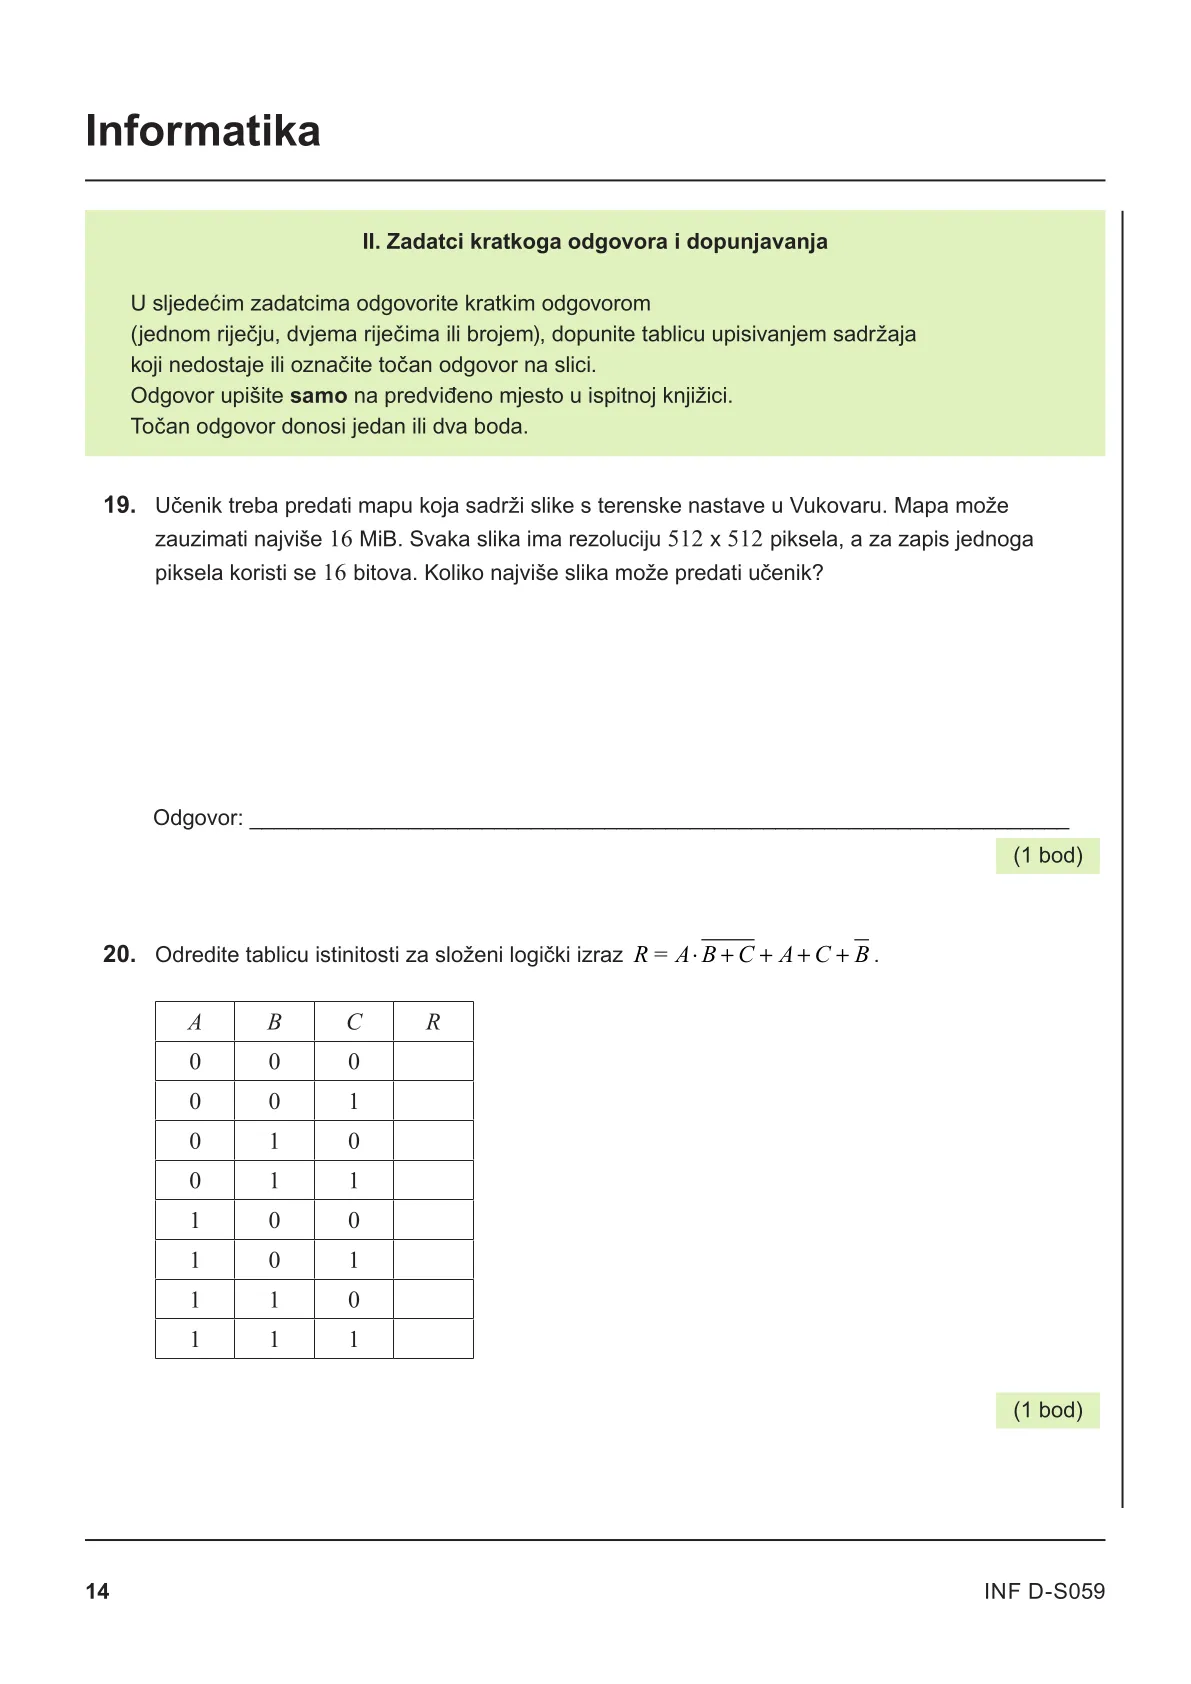 Informatika
II. Zadatci kratkoga odgovora i dopunjavanja
U sljedećim zadatcima odgovorite kratkim odgovorom
(jednom riječju, dvjema riječima ili brojem), dopunite tablicu upisivanjem sadržaja
koji nedostaje ili označite točan odgovor na slici.
Odgovor upišite samo na predviđeno mjesto u ispitnoj knjižici.
Točan odgovor donosi jedan ili dva boda.
19. Učenik treba predati mapu koja sadrži slike s terenske nastave u Vukovaru. Mapa može
zauzimati najviše 16 MiB. Svaka slika ima rezoluciju 512 x 512 piksela, a za zapis jednoga
piksela koristi se 16 bitova. Koliko najviše slika može predati učenik?
Odgovor: ____________________________________________________________________
(1 bod)
20. Odredite tablicu istinitosti za složeni logički izraz R = A · B̅ ̅+̅ ̅C̅ + A + C + B̅ .
A B C R
0 0 0
0 0 1
0 1 0
0 1 1
1 0 0
1 0 1
1 1 0
1 1 1
(1 bod)
14 INF D-S059